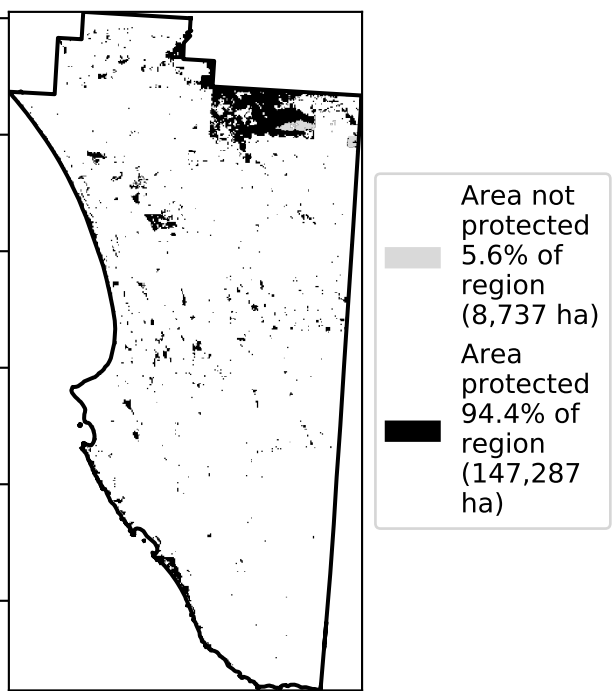 Area not
protected
5.6% of
region
(8,737 ha)
Area
protected
94.4% of
region
(147,287
ha)